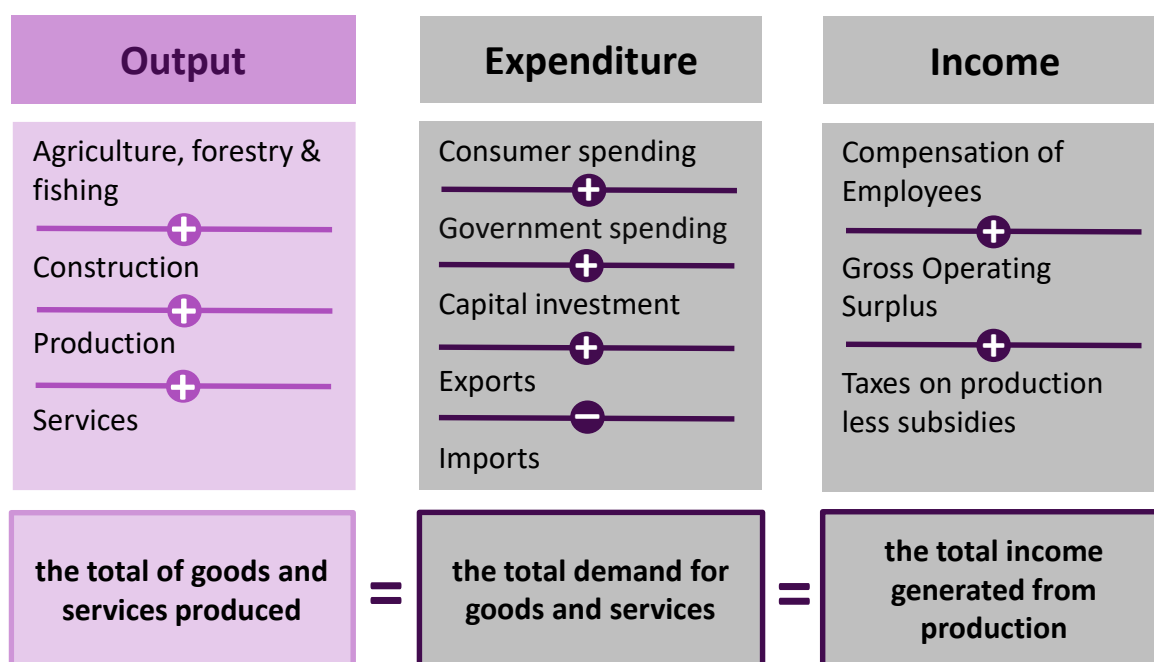 Output
Agriculture, forestry &
fishing
+
Construction
+
Production
+
Services
the total of goods and
services produced
=
Expenditure
Consumer spending
+
Government spending
+
Capital investment
+
Exports
−
Imports
the total demand for
goods and services
=
Income
Compensation of
Employees
+
Gross Operating
Surplus
+
Taxes on production
less subsidies
the total income
generated from
production